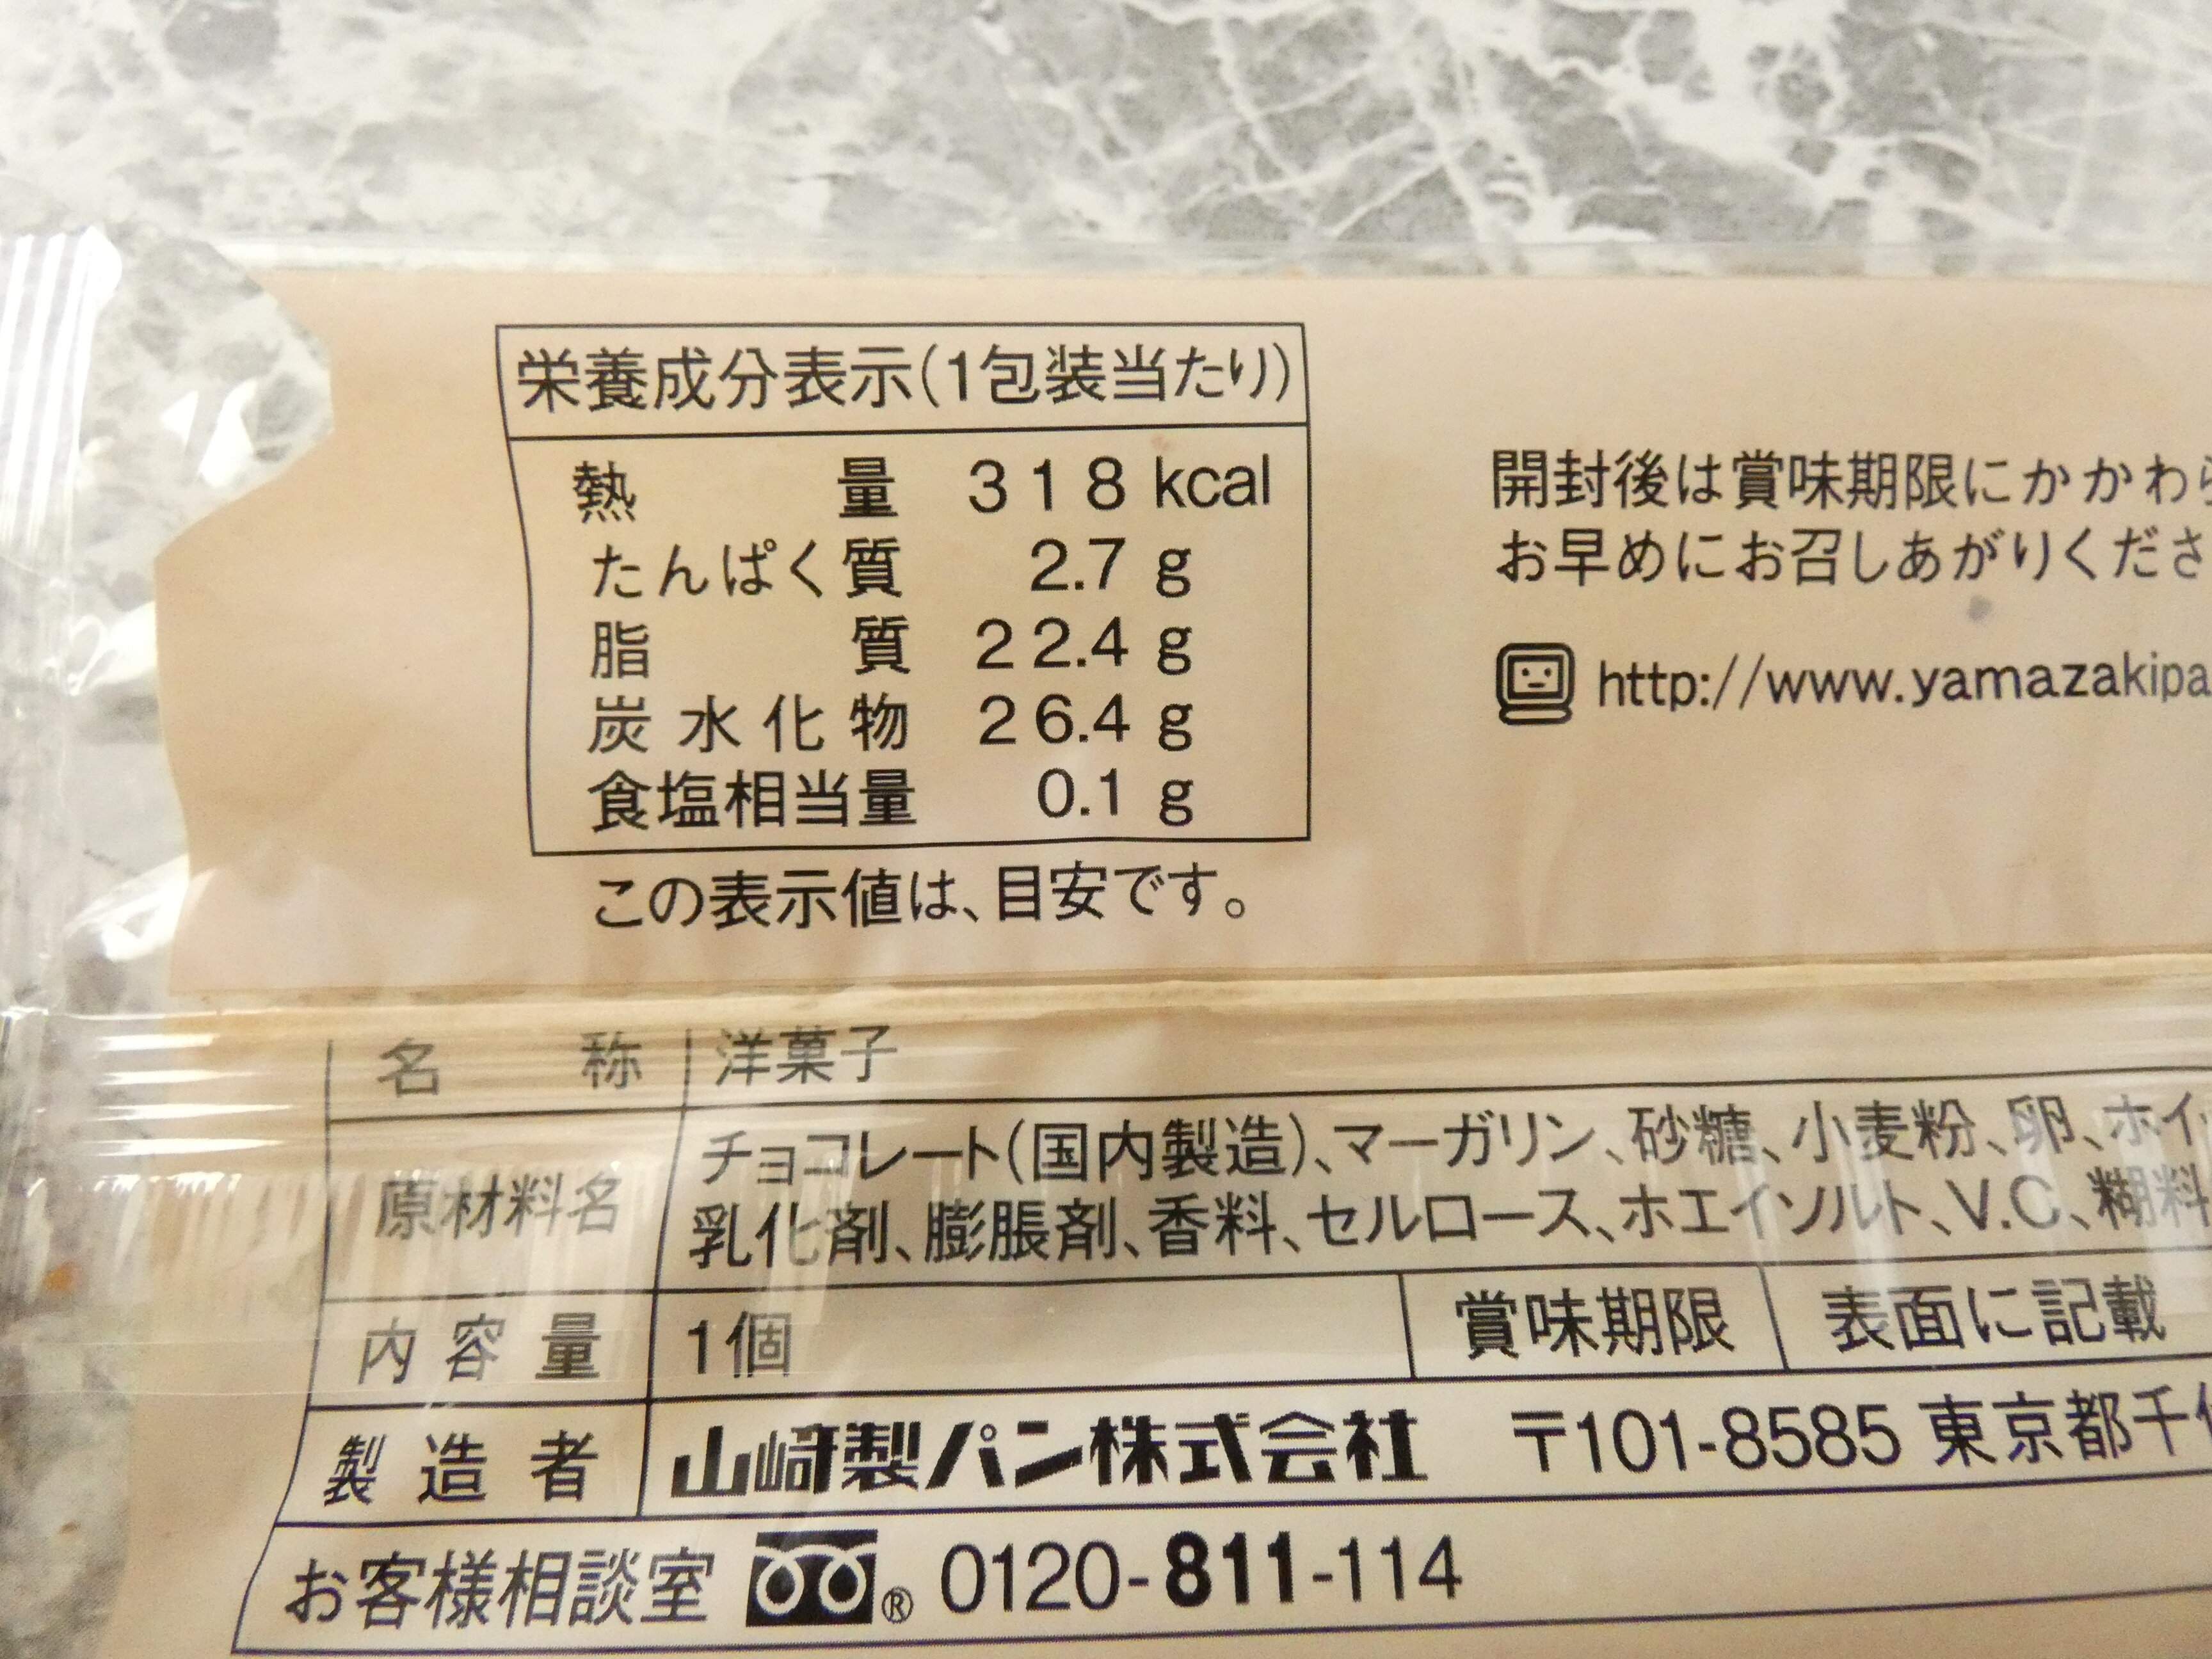 栄養成分表示(1包装当たり)
熱量 318 kcal
たんぱく質 2.7 g
脂質 22.4 g
炭水化物 26.4 g
食塩相当量 0.1 g
この表示値は、目安です。
開封後は賞味期限にかかわら
お早めにお召しあがりくださ
http://www.yamazakipa
名称 洋菓子
原材料名 チョコレート(国内製造)、マーガリン、砂糖、小麦粉、卵、ホイ
乳化剤、膨脹剤、香料、セルロース、ホエイソルト、V.C、糊料
内容量 1個 賞味期限 表面に記載
製造者 山崎製パン株式会社 〒101-8585 東京都千
お客様相談室 ® 0120-811-114